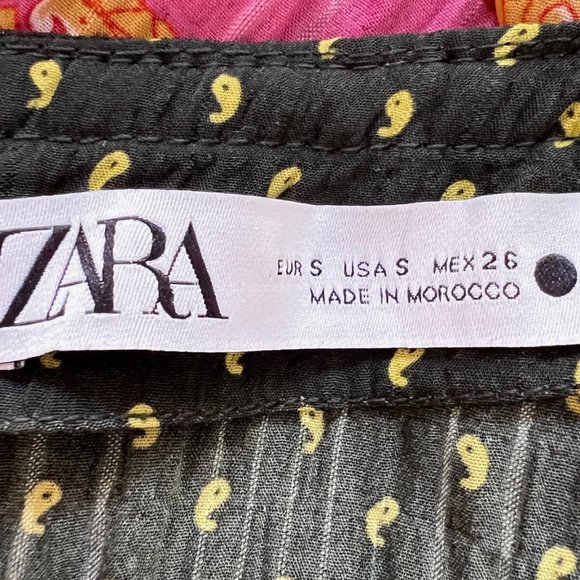 ZARA
EUR S USA S MEX 26
MADE IN MOROCCO